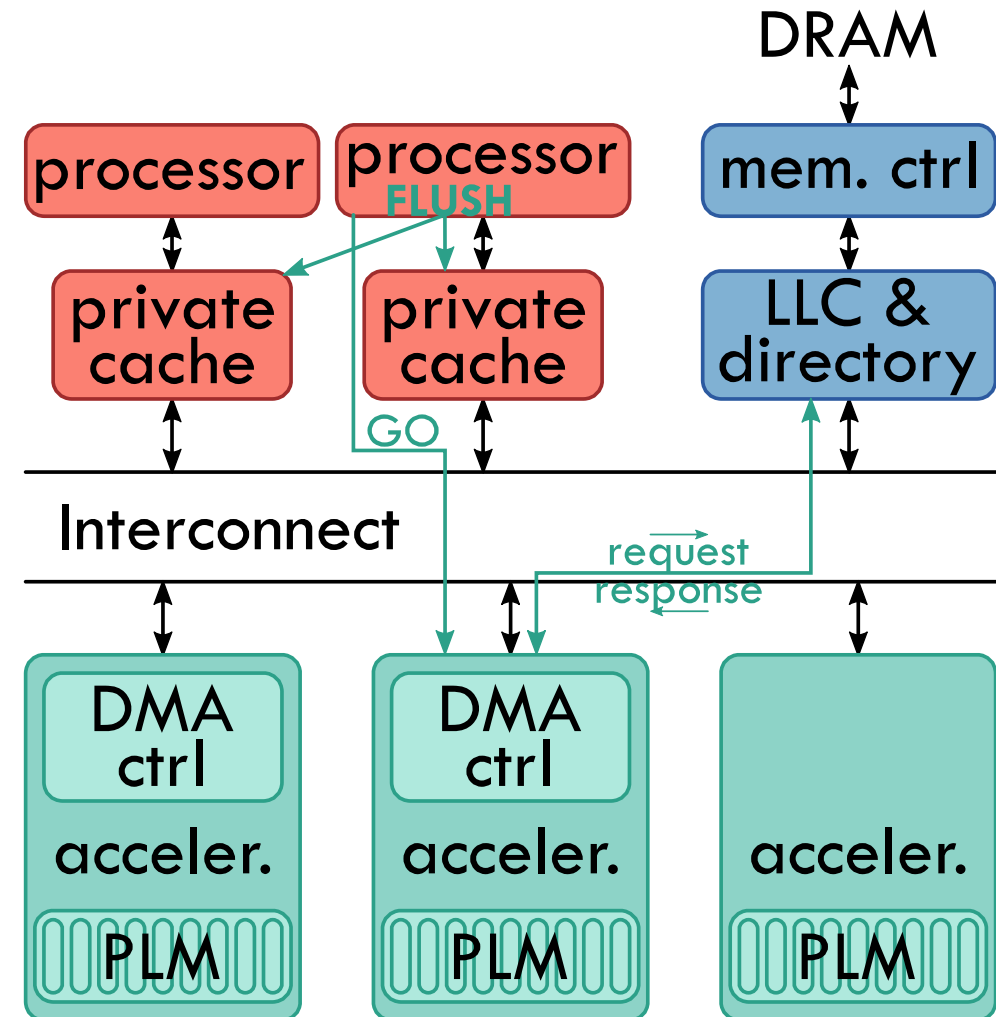 DRAM
processor
processor
FLUSH
mem. ctrl
private
cache
private
cache
LLC &
directory
GO
Interconnect
request
response
DMA
ctrl
acceler.
PLM
DMA
ctrl
acceler.
PLM
acceler.
PLM